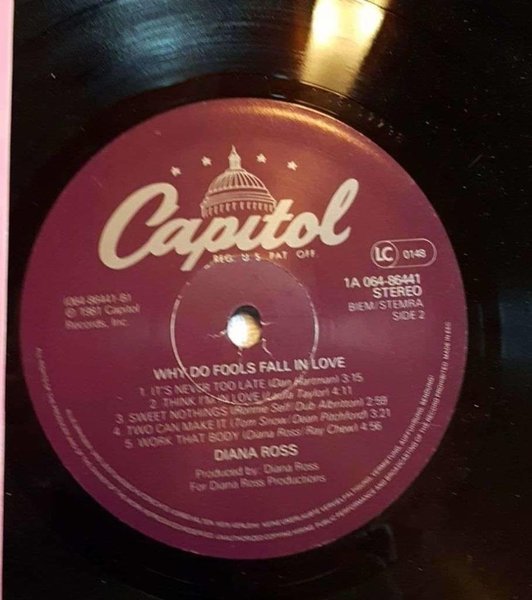 Capitol
REG. U.S. PAT. OFF.
LC 0148
1A 064-86441
STEREO
BIEM/STEMRA
SIDE 2
(064-86441-B1)
℗ 1981 Capitol
Records, Inc.
WHY DO FOOLS FALL IN LOVE
1. IT'S NEVER TOO LATE (Dan Hartman) 3:15
2. THINK I'M IN LOVE (Laura Taylor) 4:11
3. SWEET NOTHINGS (Ronnie Self/Dub Albritton) 2:59
4. TWO CAN MAKE IT (Tom Snow/Dean Pitchford) 3:21
5. WORK THAT BODY (Diana Ross/Ray Chew) 4:56
DIANA ROSS
Produced by: Diana Ross
For Diana Ross Productions